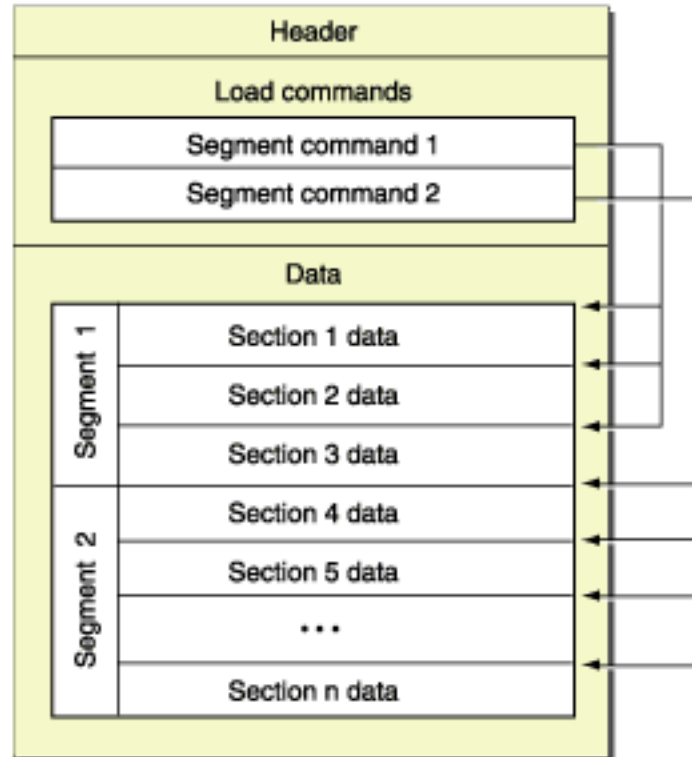 Header
Load commands
Segment command 1
Segment command 2
Data
Segment 1
Section 1 data
Section 2 data
Section 3 data
Segment 2
Section 4 data
Section 5 data
...
Section n data